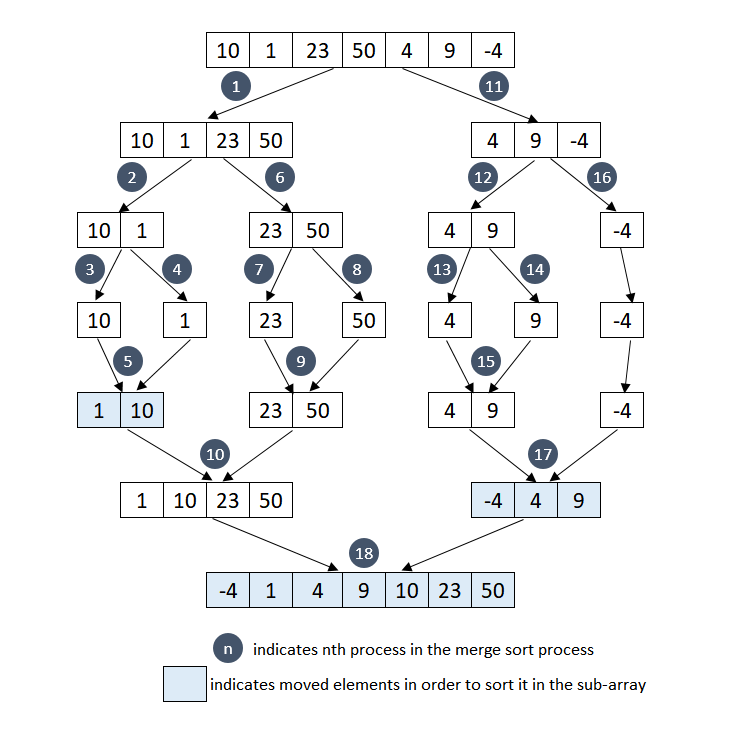 10 1 23 50 4 9 -4
1 11
10 1 23 50 4 9 -4
2 6 12 16
10 1 23 50 4 9 -4
3 4 7 8 13 14
10 1 23 50 4 9 -4
5 9 15
1 10 23 50 4 9 -4
10 17
1 10 23 50 -4 4 9
18
-4 1 4 9 10 23 50
n indicates nth process in the merge sort process
indicates moved elements in order to sort it in the sub-array